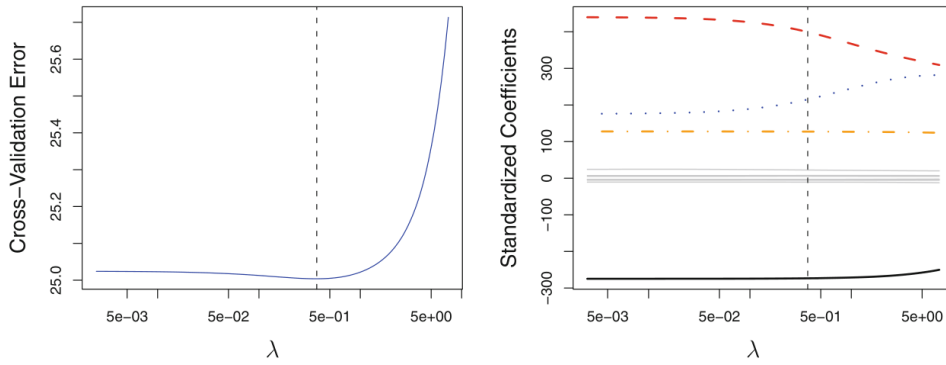 Cross-Validation Error
25.6
25.4
25.2
25.0
5e-03 5e-02 5e-01 5e+00
λ
Standardized Coefficients
300
100
0
-100
-300
5e-03 5e-02 5e-01 5e+00
λ